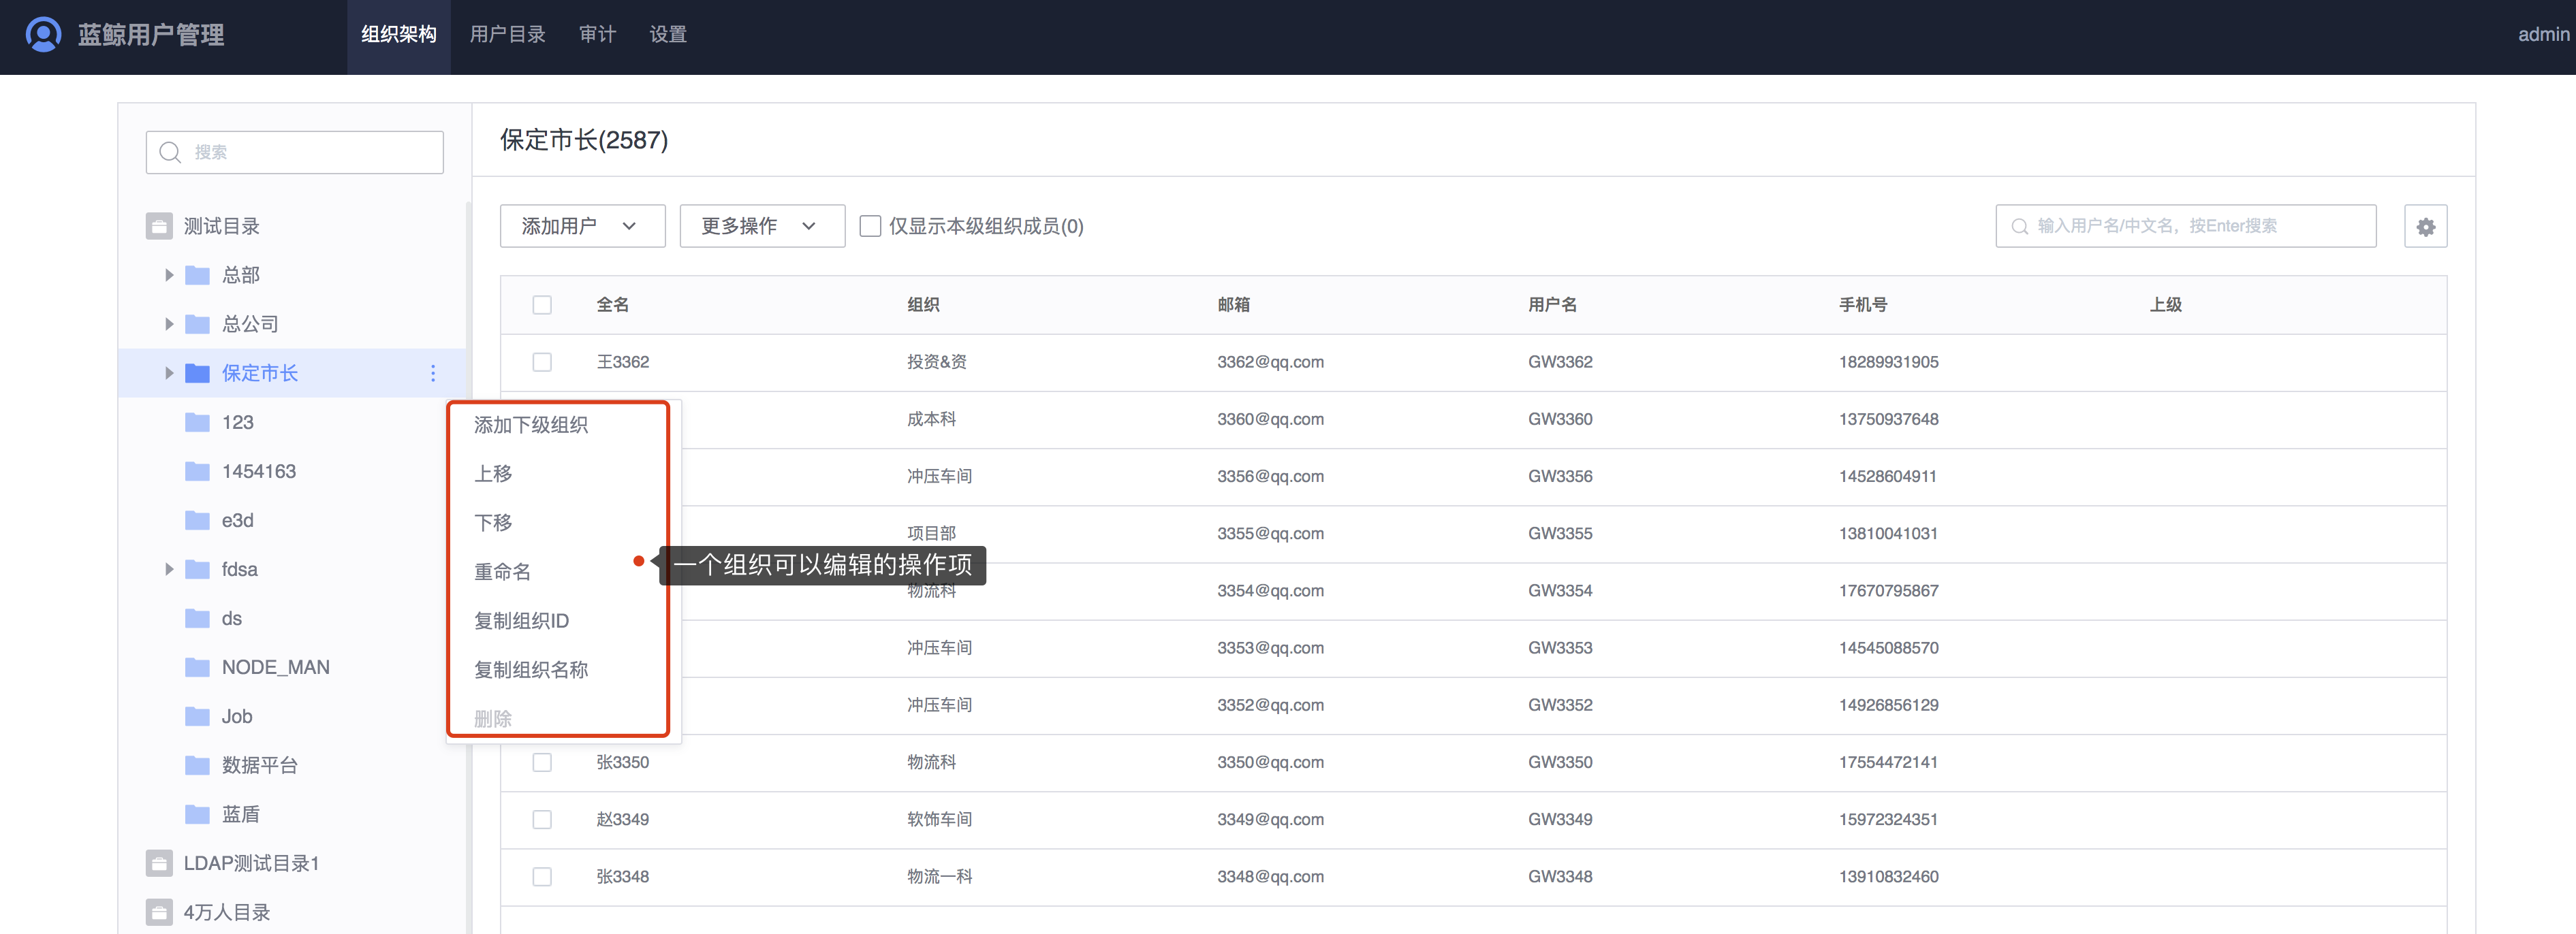 蓝鲸用户管理
组织架构 用户目录 审计 设置
admin
搜索
测试目录
总部
总公司
保定市长
123
1454163
e3d
fdsa
ds
NODE_MAN
Job
数据平台
蓝盾
LDAP测试目录1
4万人目录
添加下级组织
上移
下移
重命名
复制组织ID
复制组织名称
删除
一个组织可以编辑的操作项
保定市长(2587)
添加用户 更多操作 仅显示本级组织成员(0)
输入用户名/中文名，按Enter搜索
全名 组织 邮箱 用户名 手机号 上级
王3362 投资&资 3362@qq.com GW3362 18289931905
成本科 3360@qq.com GW3360 13750937648
冲压车间 3356@qq.com GW3356 14528604911
项目部 3355@qq.com GW3355 13810041031
物流科 3354@qq.com GW3354 17670795867
冲压车间 3353@qq.com GW3353 14545088570
冲压车间 3352@qq.com GW3352 14926856129
张3350 物流科 3350@qq.com GW3350 17554472141
赵3349 软饰车间 3349@qq.com GW3349 15972324351
张3348 物流一科 3348@qq.com GW3348 13910832460